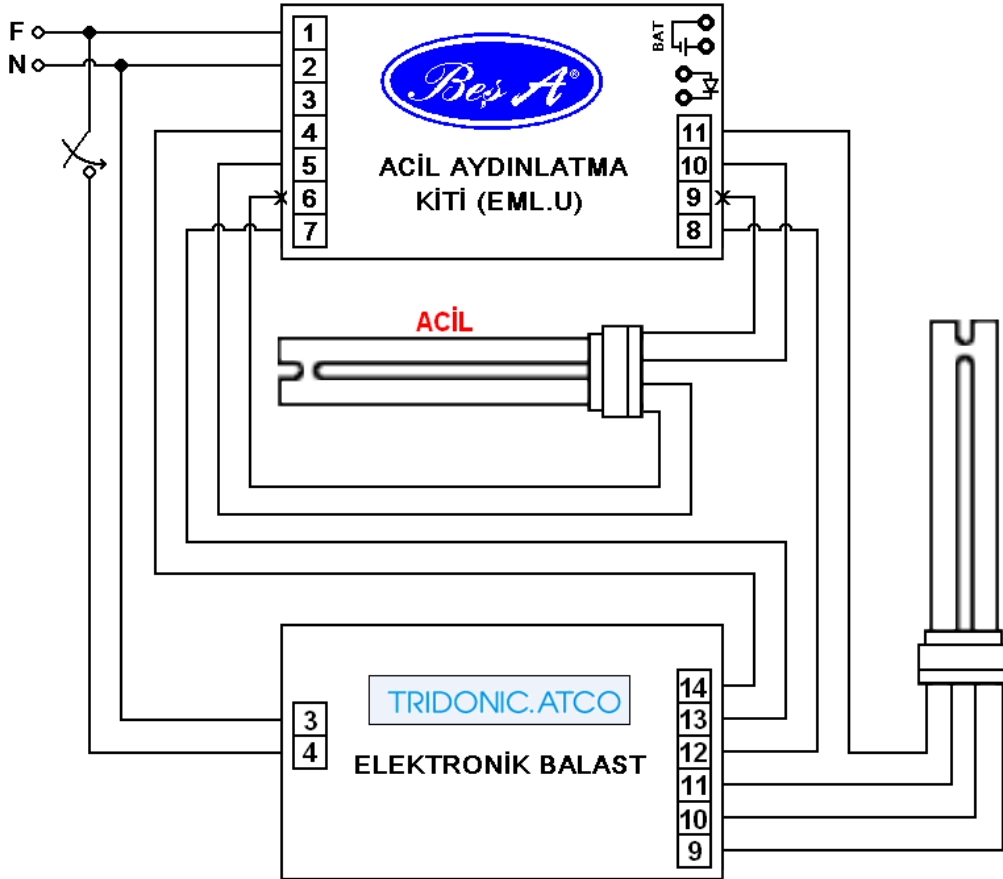 F
N
1
2
3
4
5
6
7
Beş A®
BAT
ACİL AYDINLATMA
KİTİ (EML.U)
11
10
9
8
ACİL
TRIDONIC.ATCO
ELEKTRONİK BALAST
3
4
14
13
12
11
10
9